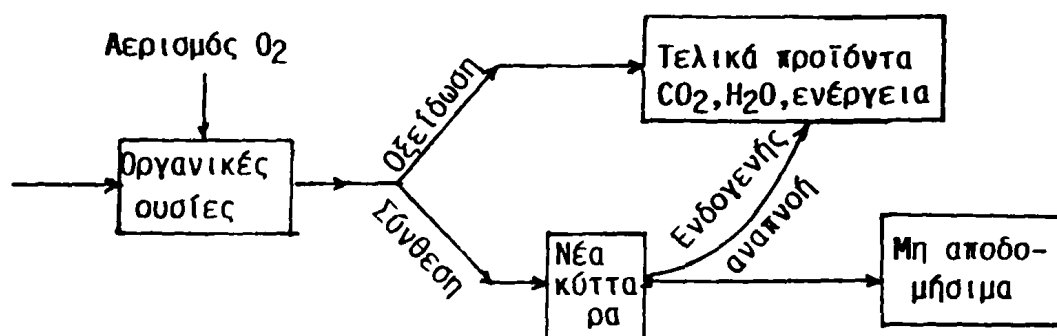 Αερισμός O2
Οργανικές
ουσίες
Οξείδωση
Σύνθεση
Τελικά προϊόντα
CO2,H2O,ενέργεια
Ενδογενής
αναπνοή
Νέα
κύττα
ρα
Μη αποδο-
μήσιμα